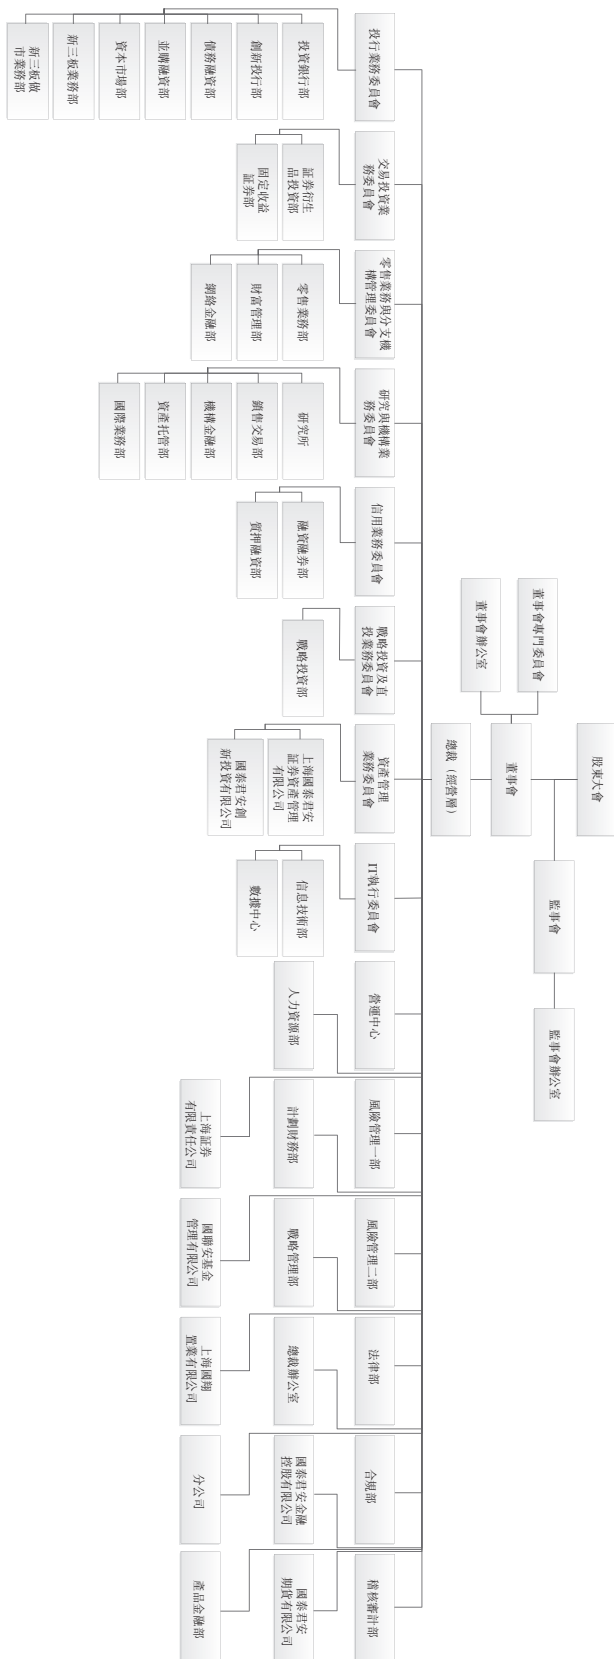 股東大會
監事會
監事會辦公室
董事會專門委員會
董事會辦公室
董事會
總裁（經營層）
投行業務委員會
投資銀行部
創新投行部
債務融資部
並購融資部
資本市場部
新三板業務部
新三板做
市業務部
交易投資業
務委員會
証券衍生
品投資部
固定收益
証券部
零售業務與分支機
構管理委員會
零售業務部
財富管理部
網絡金融部
研究與機構業
務委員會
研究所
銷售交易部
機構金融部
資產托管部
國際業務部
信用業務委員會
融資融券部
質押融資部
戰略投資及直
投業務委員會
戰略投資部
資產管理
業務委員會
上海國泰君安
証券資產管理
有限公司
國泰君安創
新投資有限公司
IT執行委員會
信息技術部
數據中心
營運中心
風險管理一部
風險管理二部
法律部
合規部
稽核審計部
人力資源部
計劃財務部
戰略管理部
總裁辦公室
國泰君安金融
控股有限公司
國泰君安
期貨有限公司
上海証券
有限責任公司
國聯安基金
管理有限公司
上海國翔
置業有限公司
分公司
產品金融部